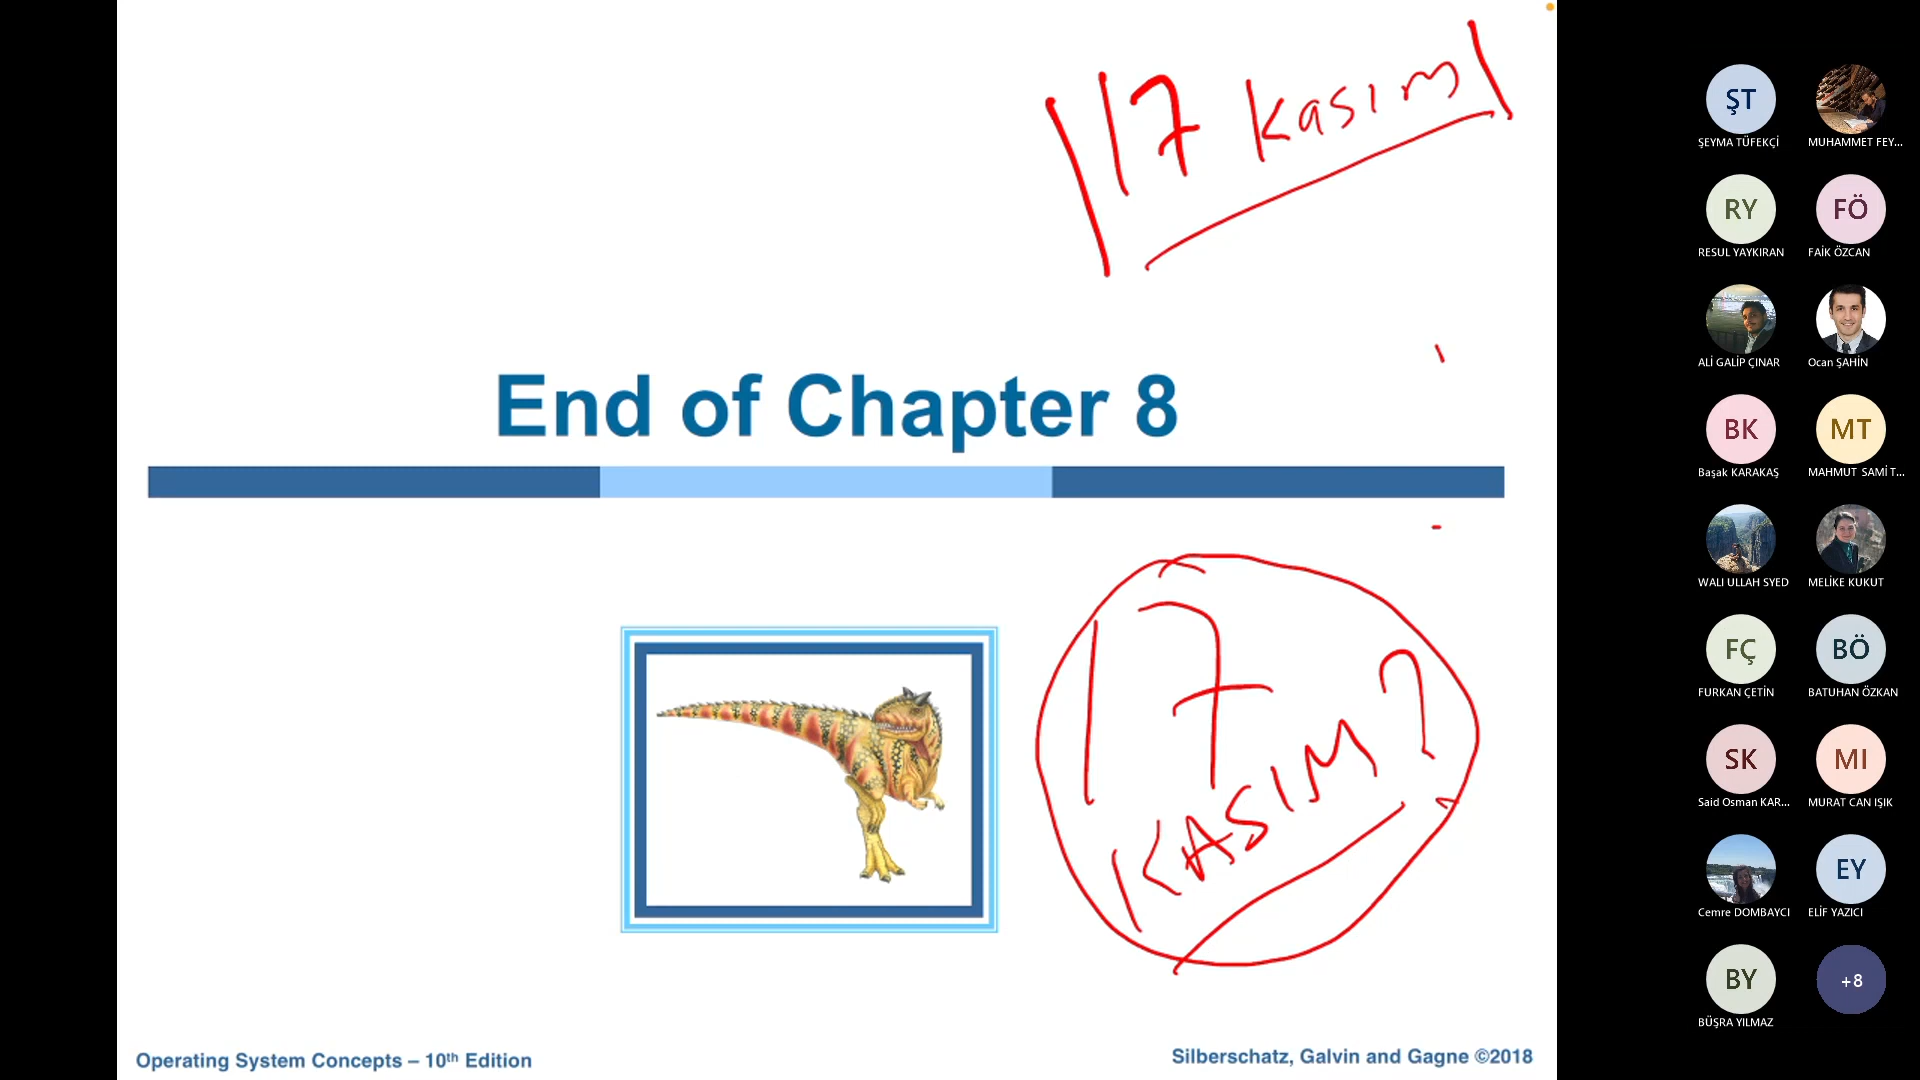 17 Kasım
End of Chapter 8
17
KASIM ?
Operating System Concepts – 10th Edition
Silberschatz, Galvin and Gagne ©2018
ŞT
ŞEYMA TÜFEKÇİ
MUHAMMET FEY...
RY
RESUL YAYKIRAN
FÖ
FAİK ÖZCAN
ALİ GALİP ÇINAR
Ocan ŞAHİN
BK
Başak KARAKAŞ
MT
MAHMUT SAMİ T...
WALI ULLAH SYED
MELİKE KUKUT
FÇ
FURKAN ÇETİN
BÖ
BATUHAN ÖZKAN
SK
Said Osman KAR...
MI
MURAT CAN IŞIK
Cemre DOMBAYCI
EY
ELİF YAZICI
BY
BÜŞRA YILMAZ
+8